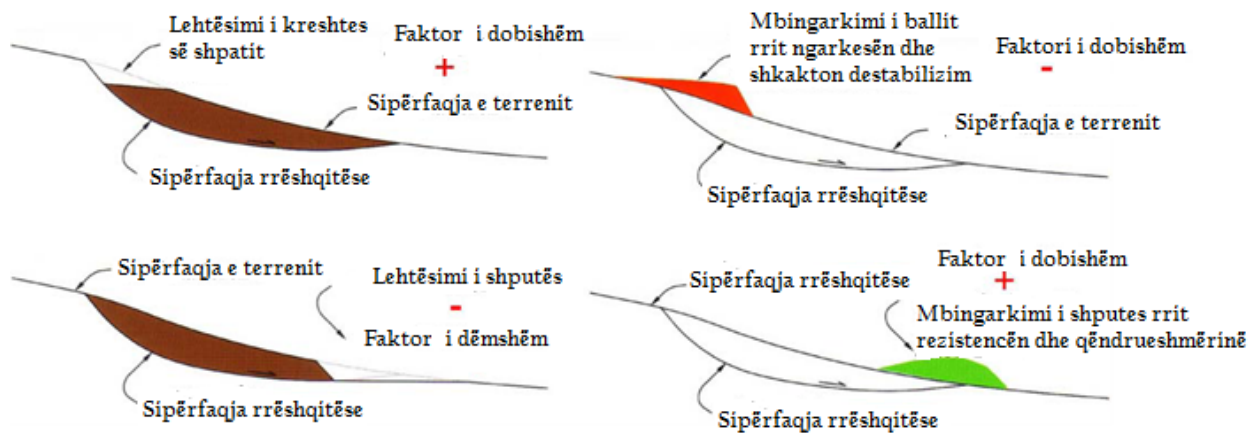 Lehtësimi i kreshtes
së shpatit
Faktor i dobishëm
+
Sipërfaqja e terrenit
Sipërfaqja rrëshqitëse
Mbingarkimi i ballit
rrit ngarkesën dhe
shkakton destabilizim
Faktori i dobishëm
-
Sipërfaqja e terrenit
Sipërfaqja rrëshqitëse
Sipërfaqja e terrenit
Lehtësimi i shputës
-
Faktor i dëmshëm
Sipërfaqja rrëshqitëse
Sipërfaqja rrëshqitëse
Faktor i dobishëm
+
Mbingarkimi i shputes rrit
rezistencën dhe qëndrueshmërinë
Sipërfaqja rrëshqitëse